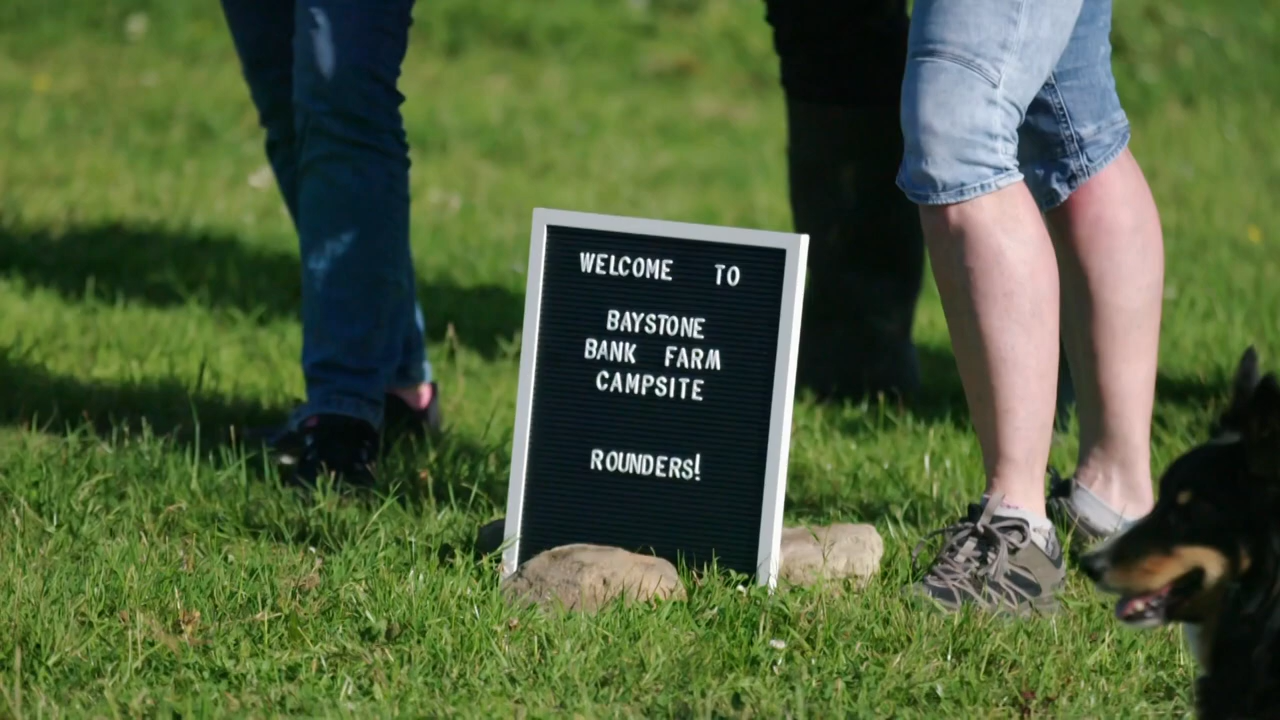 WELCOME TO
BAYSTONE
BANK FARM
CAMPSITE
ROUNDERS!